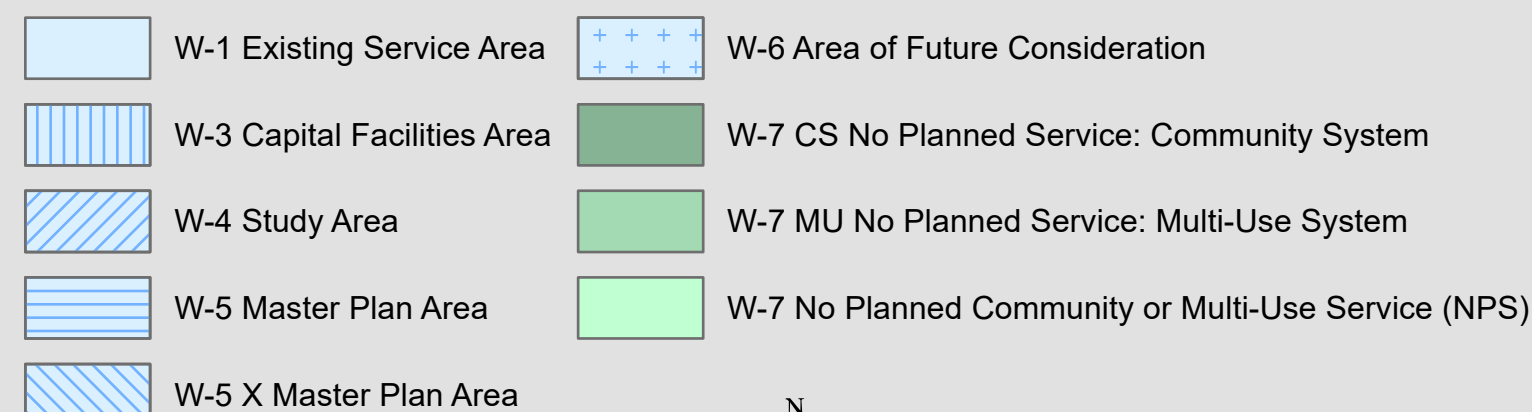 W-1 Existing Service Area
W-3 Capital Facilities Area
W-4 Study Area
W-5 Master Plan Area
W-5 X Master Plan Area
W-6 Area of Future Consideration
W-7 CS No Planned Service: Community System
W-7 MU No Planned Service: Multi-Use System
W-7 No Planned Community or Multi-Use Service (NPS)
N